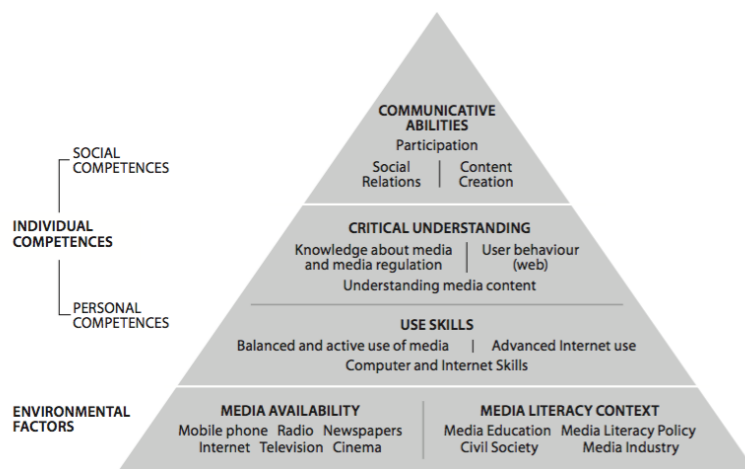 COMMUNICATIVE
ABILITIES
Participation
Social
Relations
Content
Creation
SOCIAL
COMPETENCES
INDIVIDUAL
COMPETENCES
CRITICAL UNDERSTANDING
Knowledge about media
and media regulation
User behaviour
(web)
Understanding media content
PERSONAL
COMPETENCES
USE SKILLS
Balanced and active use of media
Advanced Internet use
Computer and Internet Skills
ENVIRONMENTAL
FACTORS
MEDIA AVAILABILITY
Mobile phone Radio Newspapers
Internet Television Cinema
MEDIA LITERACY CONTEXT
Media Education Media Literacy Policy
Civil Society Media Industry